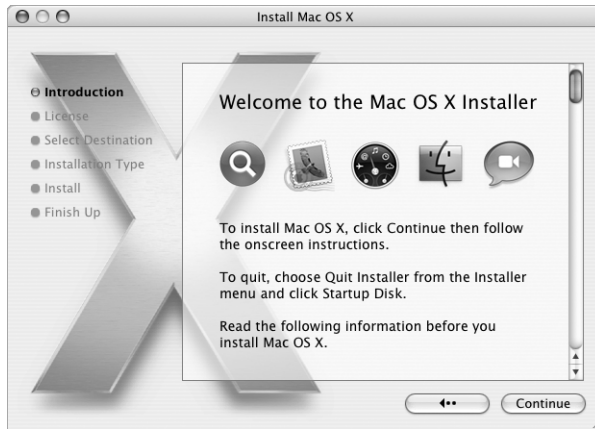 Install Mac OS X
Introduction
License
Select Destination
Installation Type
Install
Finish Up
Welcome to the Mac OS X Installer
To install Mac OS X, click Continue then follow
the onscreen instructions.
To quit, choose Quit Installer from the Installer
menu and click Startup Disk.
Read the following information before you
install Mac OS X.
Continue